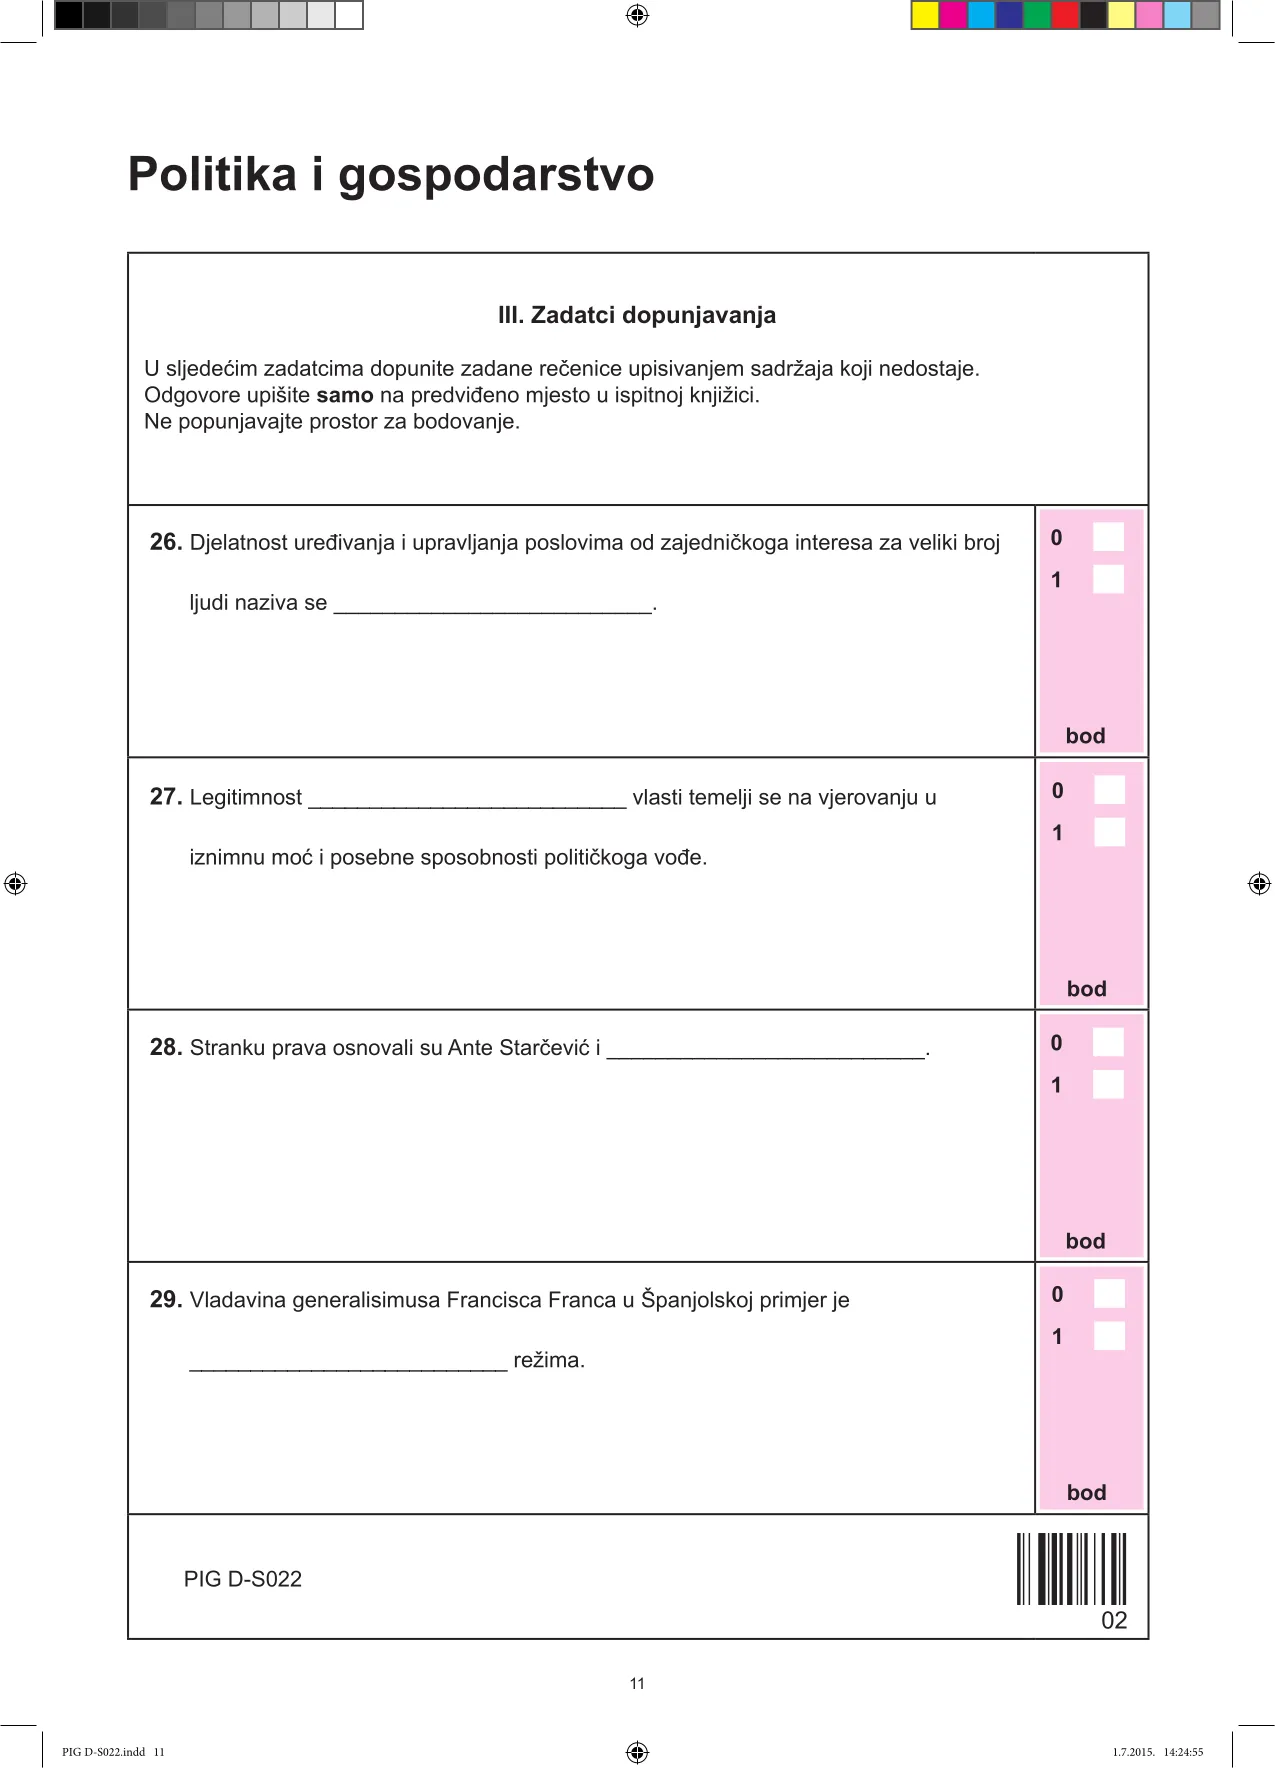 Politika i gospodarstvo
III. Zadatci dopunjavanja
U sljedećim zadatcima dopunite zadane rečenice upisivanjem sadržaja koji nedostaje.
Odgovore upišite samo na predviđeno mjesto u ispitnoj knjižici.
Ne popunjavajte prostor za bodovanje.
26. Djelatnost uređivanja i upravljanja poslovima od zajedničkoga interesa za veliki broj
ljudi naziva se __________________________.
0
1
bod
27. Legitimnost __________________________ vlasti temelji se na vjerovanju u
iznimnu moć i posebne sposobnosti političkoga vođe.
0
1
bod
28. Stranku prava osnovali su Ante Starčević i __________________________.
0
1
bod
29. Vladavina generalisimusa Francisca Franca u Španjolskoj primjer je
__________________________ režima.
0
1
bod
PIG D-S022
02
11
PIG D-S022.indd 11
1.7.2015. 14:24:55